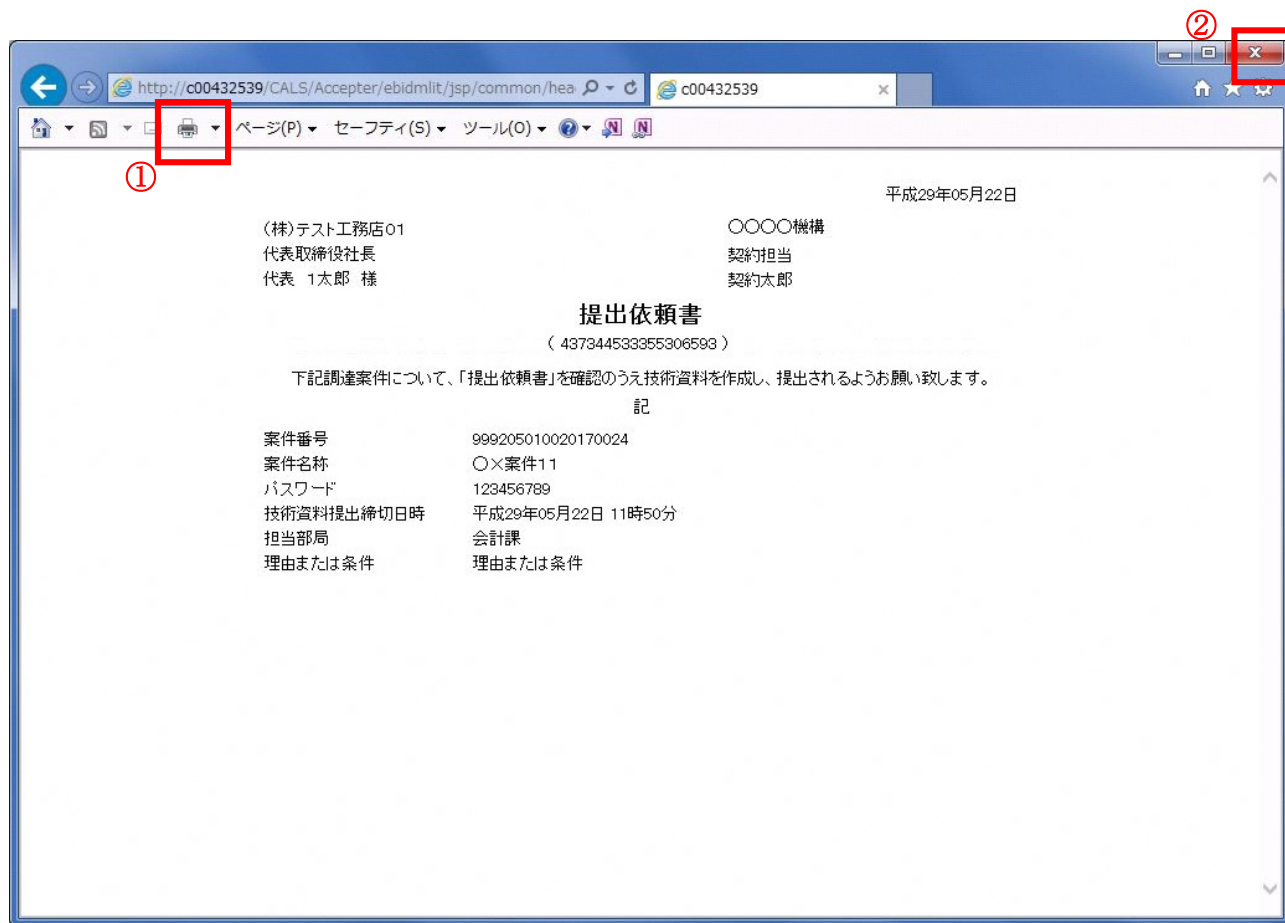 ②
http://c00432539/CALS/Accepter/ebidmlit/jsp/common/hea
c00432539
ページ(P) セーフティ(S) ツール(O)
①
平成29年05月22日
(株)テスト工務店01
〇〇〇〇機構
代表取締役社長
契約担当
代表 1太郎 様
契約太郎
提出依頼書
( 437344533355306593 )
下記調達案件について、「提出依頼書」を確認のうえ技術資料を作成し、提出されるようお願い致します。
記
案件番号 999205010020170024
案件名称 〇×案件11
パスワード 123456789
技術資料提出締切日時 平成29年05月22日 11時50分
担当部局 会計課
理由または条件 理由または条件